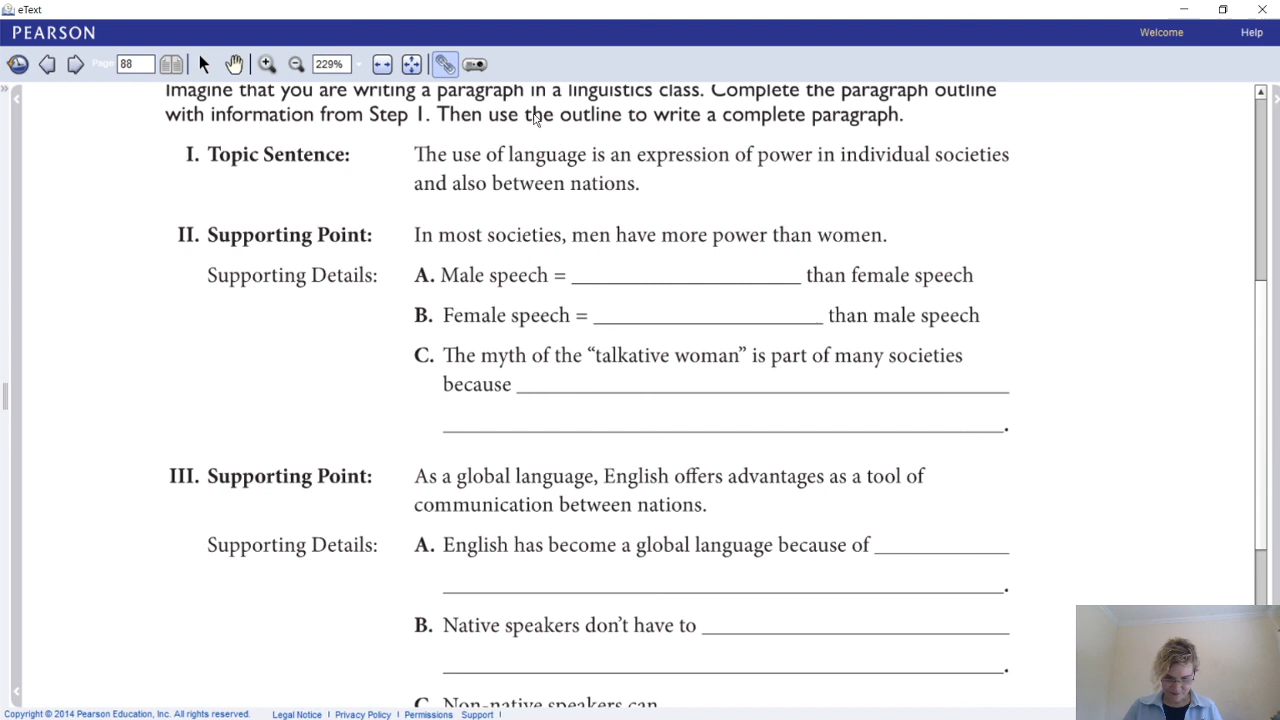 eText
PEARSON
Welcome
Help
Page 88
229%
Imagine that you are writing a paragraph in a linguistics class. Complete the paragraph outline
with information from Step 1. Then use the outline to write a complete paragraph.
I. Topic Sentence: The use of language is an expression of power in individual societies
and also between nations.
II. Supporting Point: In most societies, men have more power than women.
Supporting Details: A. Male speech = ____________________ than female speech
B. Female speech = ____________________ than male speech
C. The myth of the “talkative woman” is part of many societies
because ____________________
____________________.
III. Supporting Point: As a global language, English offers advantages as a tool of
communication between nations.
Supporting Details: A. English has become a global language because of ____________
____________________.
B. Native speakers don’t have to ____________________
____________________.
C. Non-native speakers can
Copyright © 2014 Pearson Education, Inc. All rights reserved. Legal Notice | Privacy Policy | Permissions Support |